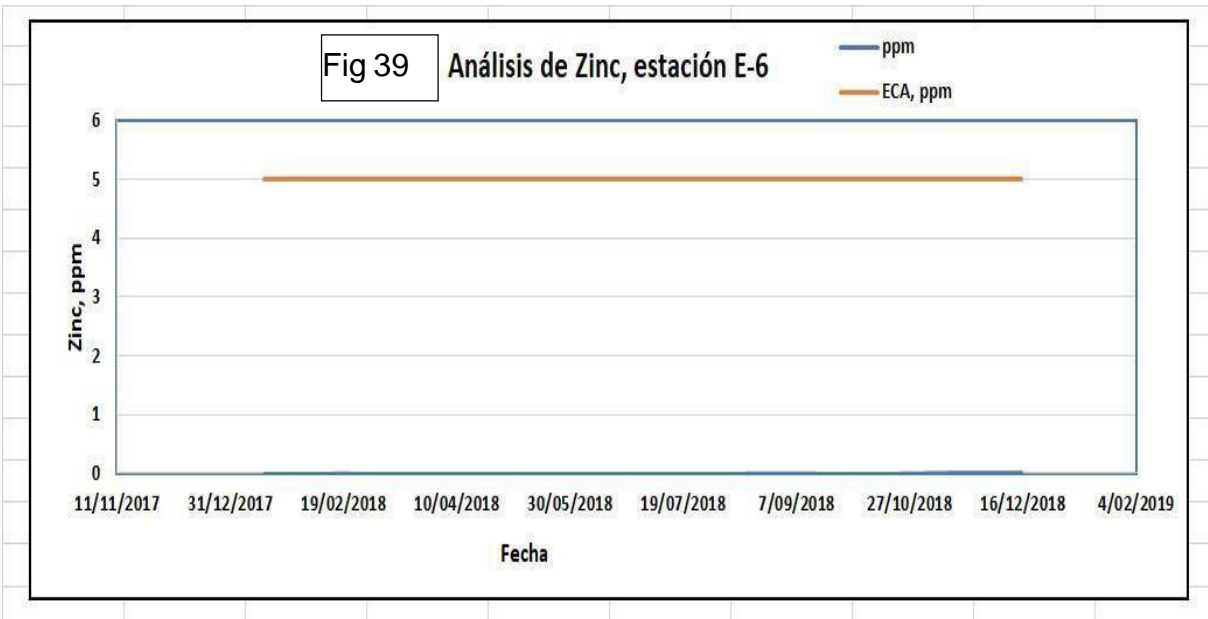 Fig 39
Análisis de Zinc, estación E-6
ppm
ECA, ppm
Zinc, ppm
6
5
4
3
2
1
0
11/11/2017 31/12/2017 19/02/2018 10/04/2018 30/05/2018 19/07/2018 7/09/2018 27/10/2018 16/12/2018 4/02/2019
Fecha